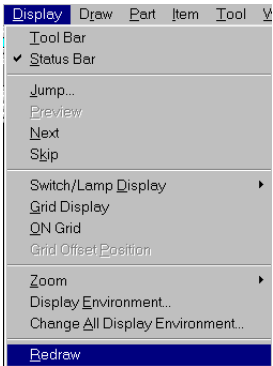 Display Draw Part Item Tool
Tool Bar
✔ Status Bar
Jump...
Preview
Next
Skip
Switch/Lamp Display
Grid Display
ON Grid
Grid Offset Position
Zoom
Display Environment...
Change All Display Environment...
Redraw